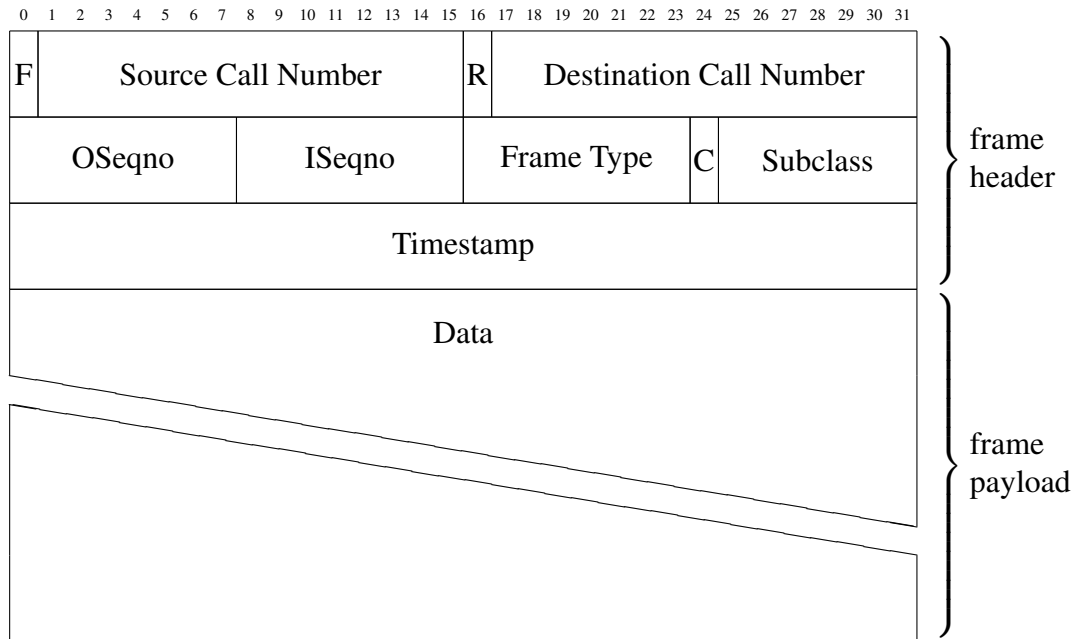 0 1 2 3 4 5 6 7 8 9 10 11 12 13 14 15 16 17 18 19 20 21 22 23 24 25 26 27 28 29 30 31
F Source Call Number R Destination Call Number
OSeqno ISeqno Frame Type C Subclass
frame
header
Timestamp
Data
frame
payload